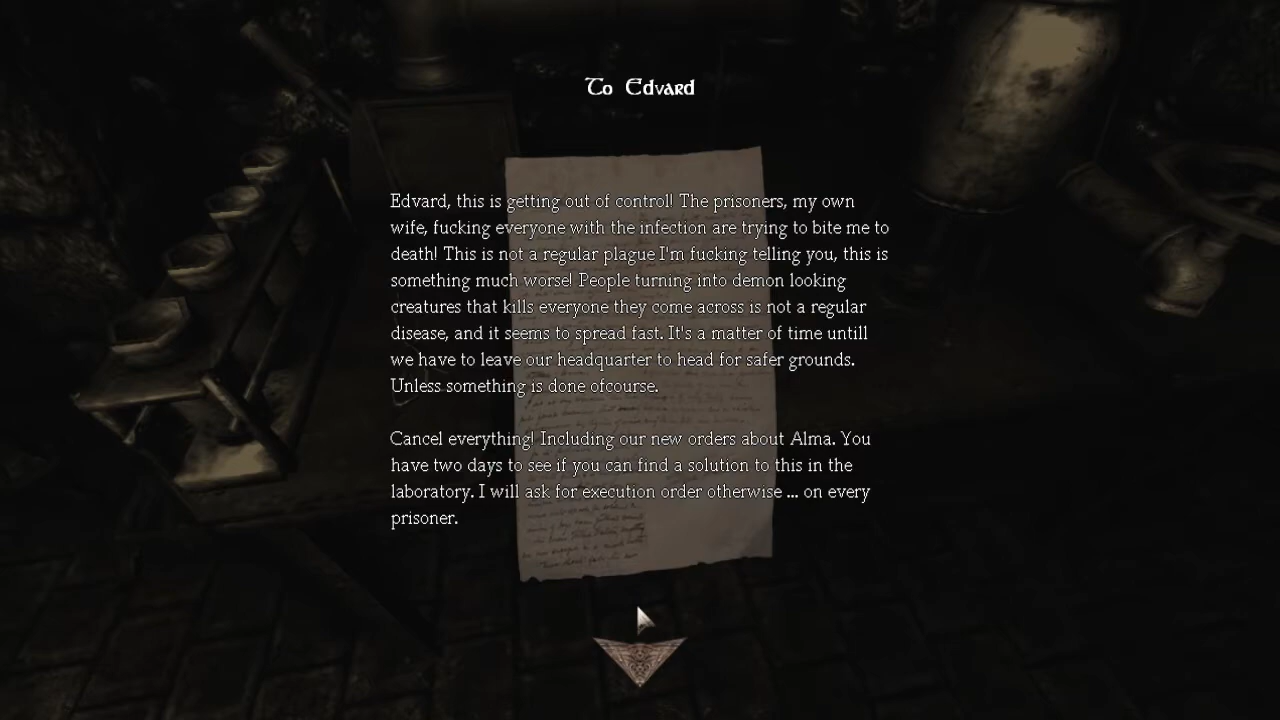 To Edvard
Edvard, this is getting out of control! The prisoners, my own
wife, fucking everyone with the infection are trying to bite me to
death! This is not a regular plague I'm fucking telling you, this is
something much worse! People turning into demon looking
creatures that kills everyone they come across is not a regular
disease, and it seems to spread fast. It's a matter of time untill
we have to leave our headquarter to head for safer grounds.
Unless something is done ofcourse.
Cancel everything! Including our new orders about Alma. You
have two days to see if you can find a solution to this in the
laboratory. I will ask for execution order otherwise ... on every
prisoner.